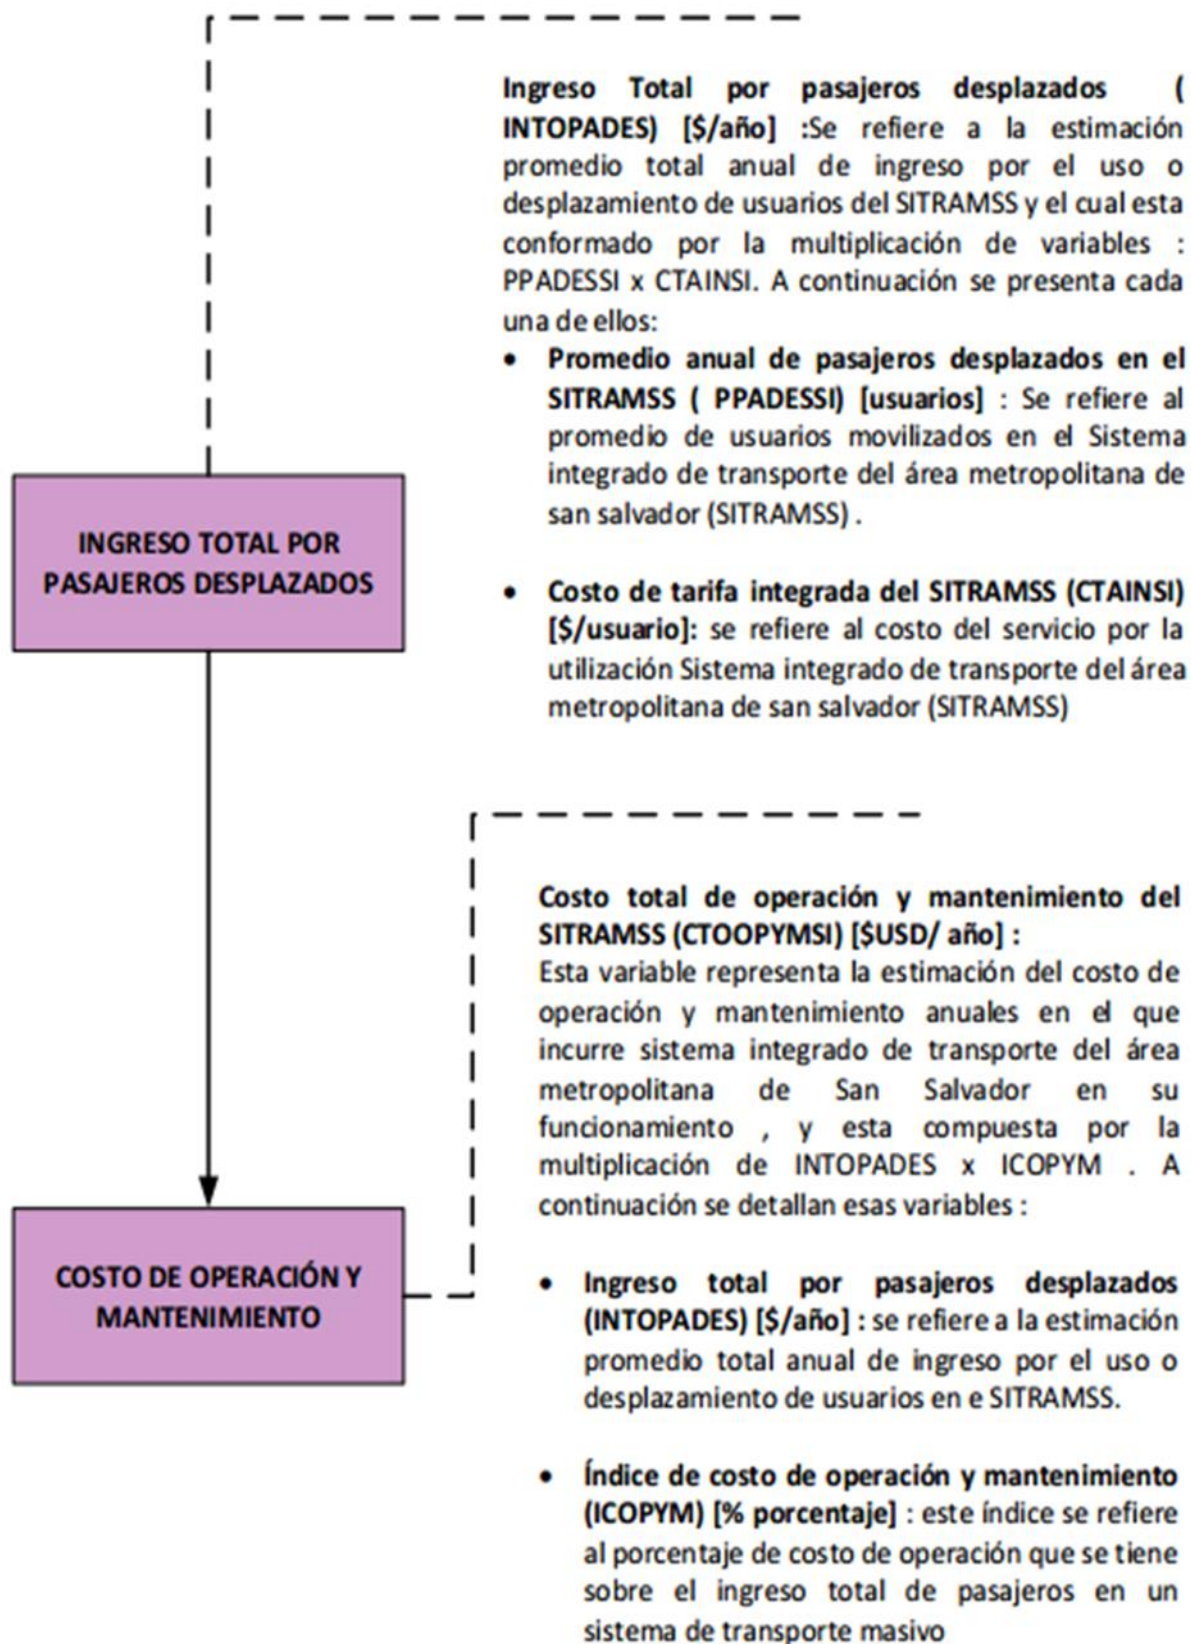 Ingreso Total por pasajeros desplazados (
INTOPADES) [$/año] :Se refiere a la estimación
promedio total anual de ingreso por el uso o
desplazamiento de usuarios del SITRAMSS y el cual esta
conformado por la multiplicación de variables :
PPADESSI x CTAINSI. A continuación se presenta cada
una de ellos:
• Promedio anual de pasajeros desplazados en el
SITRAMSS ( PPADESSI) [usuarios] : Se refiere al
promedio de usuarios movilizados en el Sistema
integrado de transporte del área metropolitana de
san salvador (SITRAMSS) .
INGRESO TOTAL POR
PASAJEROS DESPLAZADOS
• Costo de tarifa integrada del SITRAMSS (CTAINSI)
[$/usuario]: se refiere al costo del servicio por la
utilización Sistema integrado de transporte del área
metropolitana de san salvador (SITRAMSS)
Costo total de operación y mantenimiento del
SITRAMSS (CTOOPYMSI) [$USD/ año] :
Esta variable representa la estimación del costo de
operación y mantenimiento anuales en el que
incurre sistema integrado de transporte del área
metropolitana de San Salvador en su
funcionamiento , y esta compuesta por la
multiplicación de INTOPADES x ICOPYM . A
continuación se detallan esas variables :
COSTO DE OPERACIÓN Y
MANTENIMIENTO
• Ingreso total por pasajeros desplazados
(INTOPADES) [$/año] : se refiere a la estimación
promedio total anual de ingreso por el uso o
desplazamiento de usuarios en e SITRAMSS.
• Índice de costo de operación y mantenimiento
(ICOPYM) [% porcentaje] : este índice se refiere
al porcentaje de costo de operación que se tiene
sobre el ingreso total de pasajeros en un
sistema de transporte masivo